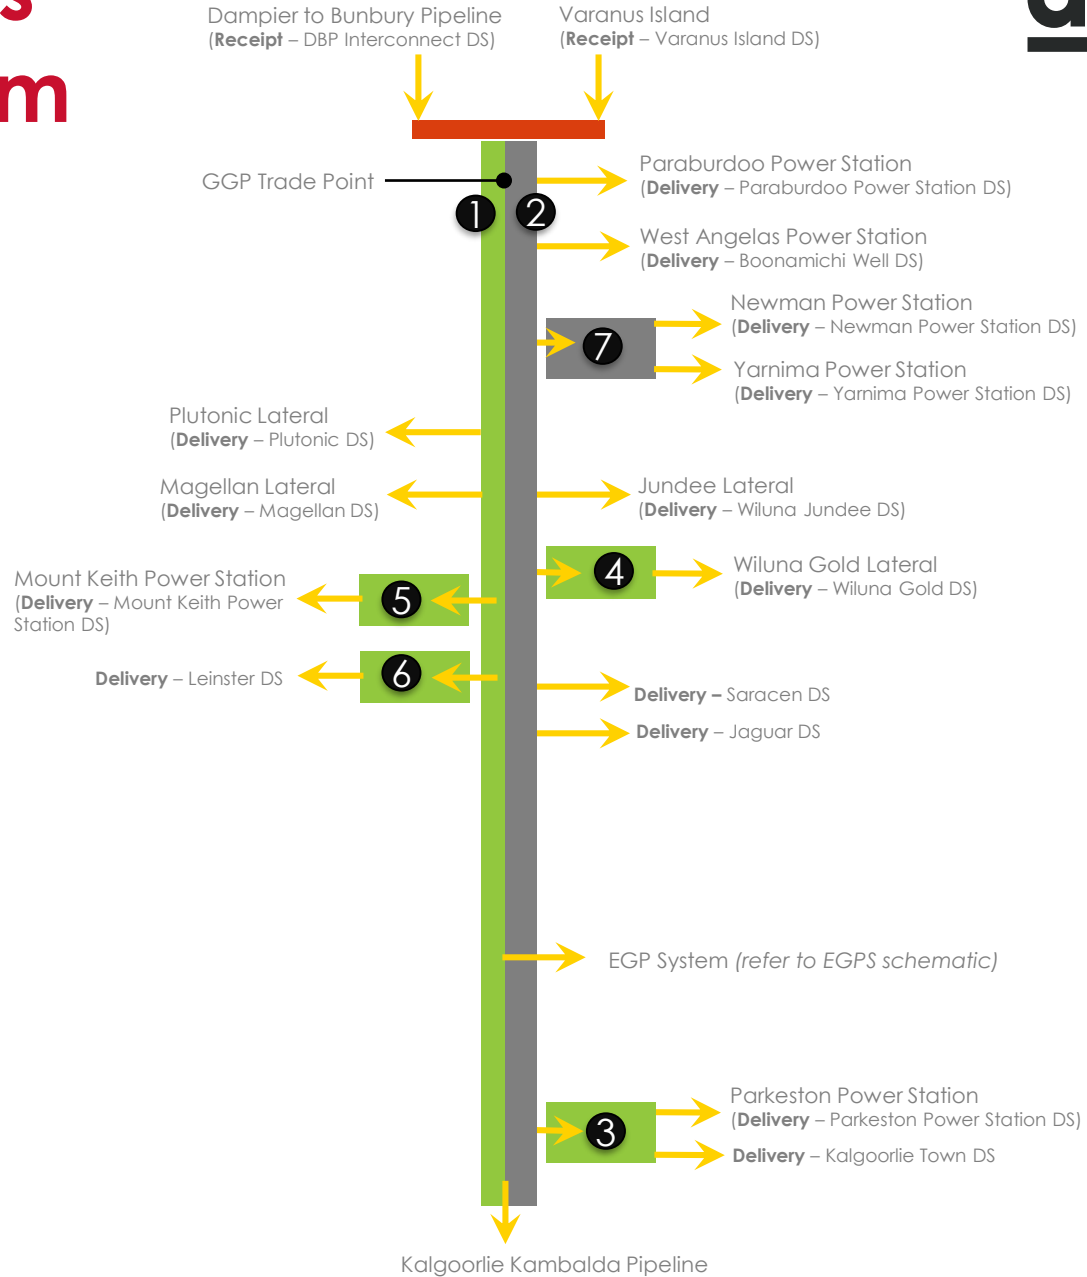 s
m
Dampier to Bunbury Pipeline
(Receipt – DBP Interconnect DS)
Varanus Island
(Receipt – Varanus Island DS)
GGP Trade Point
1
2
Paraburdoo Power Station
(Delivery – Paraburdoo Power Station DS)
West Angelas Power Station
(Delivery – Boonamichi Well DS)
7
Newman Power Station
(Delivery – Newman Power Station DS)
Yarnima Power Station
(Delivery – Yarnima Power Station DS)
Plutonic Lateral
(Delivery – Plutonic DS)
Magellan Lateral
(Delivery – Magellan DS)
Jundee Lateral
(Delivery – Wiluna Jundee DS)
4
Wiluna Gold Lateral
(Delivery – Wiluna Gold DS)
Mount Keith Power Station
(Delivery – Mount Keith Power
Station DS)
5
Delivery – Leinster DS
6
Delivery – Saracen DS
Delivery – Jaguar DS
EGP System (refer to EGPS schematic)
3
Parkeston Power Station
(Delivery – Parkeston Power Station DS)
Delivery – Kalgoorlie Town DS
Kalgoorlie Kambalda Pipeline